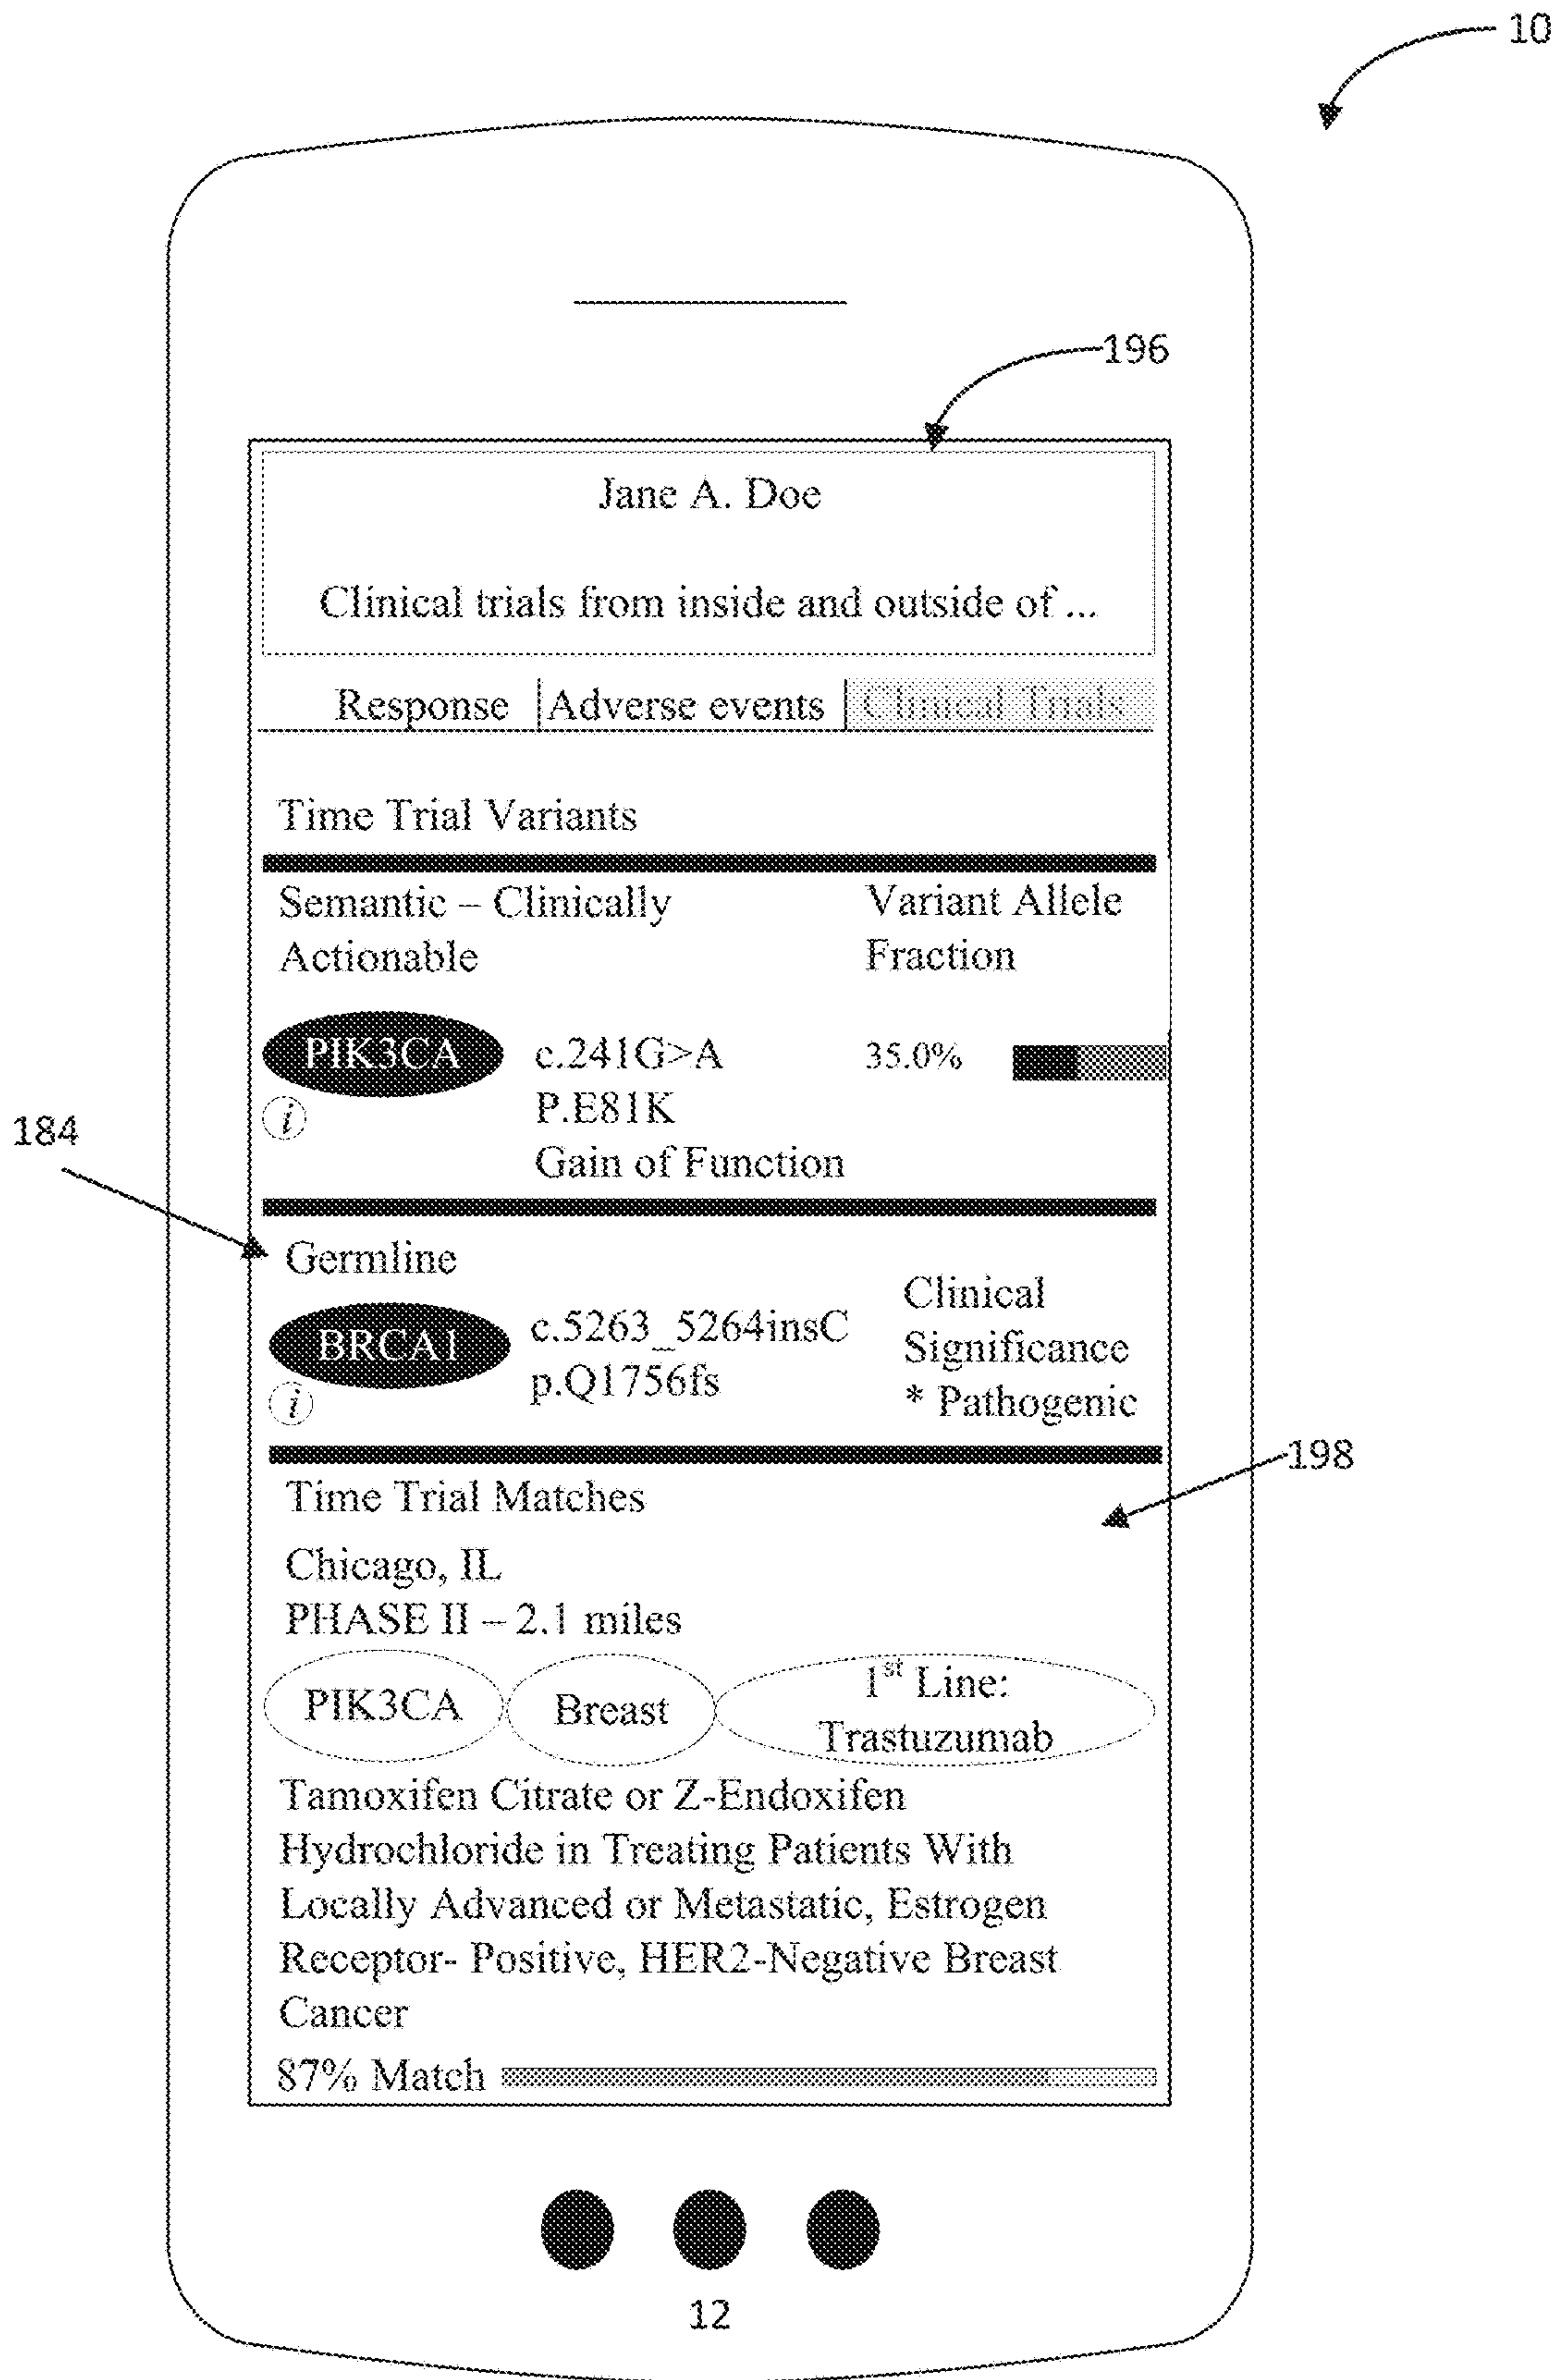 10
196
Jane A. Doe
Clinical trials from inside and outside of ...
Response Adverse events Clinical Trials
Time Trial Variants
Semantic – Clinically
Actionable
Variant Allele
Fraction
PIK3CA
i
c.241G>A
P.E81K
Gain of Function
35.0%
184
Germline
BRCA1
i
c.5263_5264insC
p.Q1756fs
Clinical
Significance
* Pathogenic
198
Time Trial Matches
Chicago, IL
PHASE II – 2.1 miles
PIK3CA
Breast
1st Line:
Trastuzumab
Tamoxifen Citrate or Z-Endoxifen
Hydrochloride in Treating Patients With
Locally Advanced or Metastatic, Estrogen
Receptor- Positive, HER2-Negative Breast
Cancer
87% Match
12